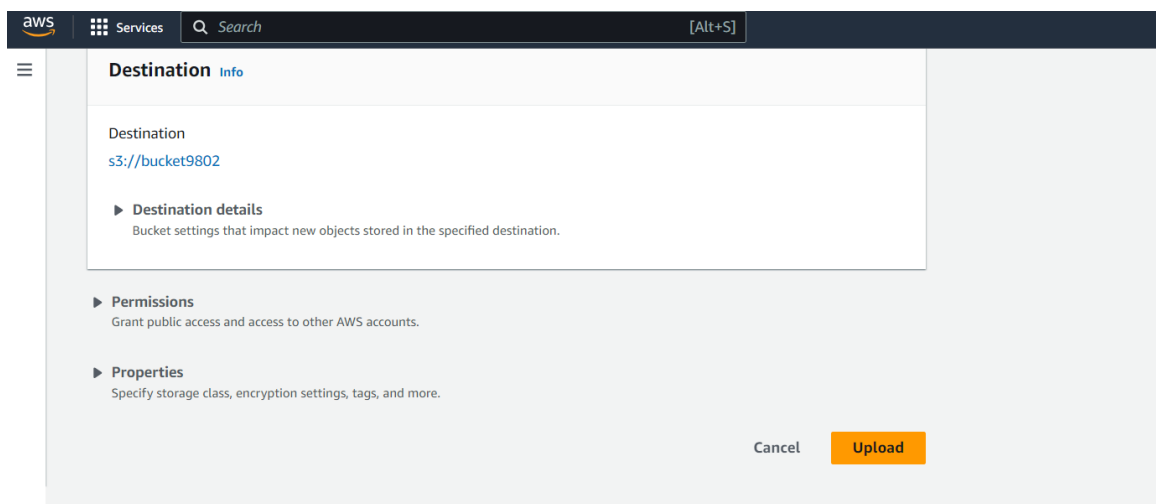 aws
Services
Search
[Alt+S]
Destination Info
Destination
s3://bucket9802
Destination details
Bucket settings that impact new objects stored in the specified destination.
Permissions
Grant public access and access to other AWS accounts.
Properties
Specify storage class, encryption settings, tags, and more.
Cancel
Upload